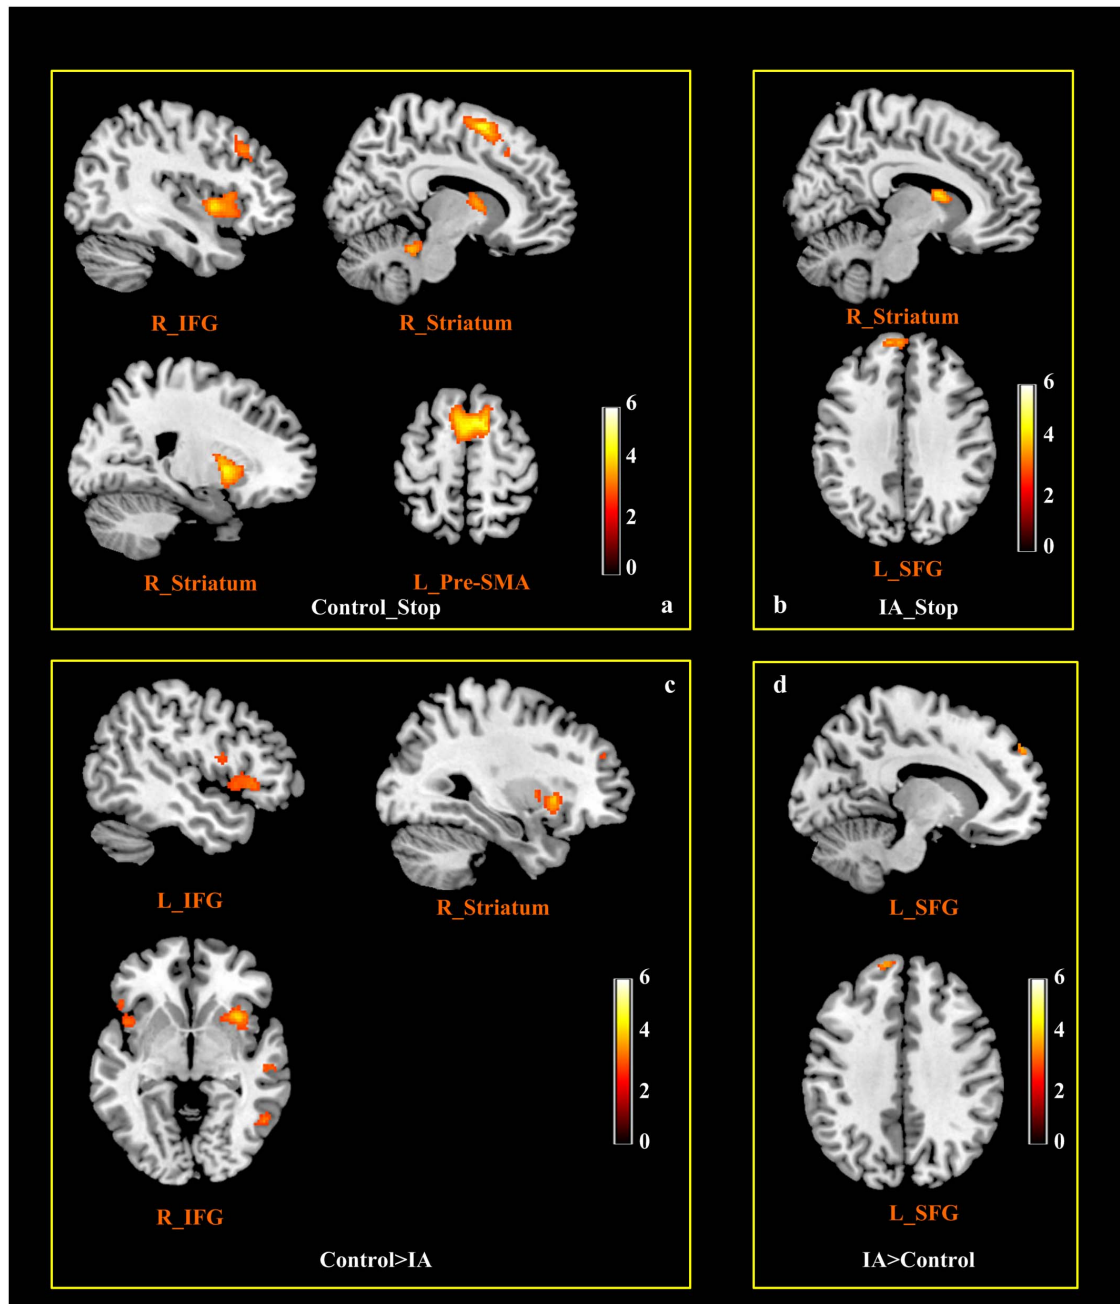 R_IFG
R_Striatum
R_Striatum
L_Pre-SMA
6
4
2
0
Control_Stop
a
R_Striatum
L_SFG
6
4
2
0
b
IA_Stop
c
L_IFG
R_Striatum
R_IFG
6
4
2
0
Control>IA
d
L_SFG
L_SFG
6
4
2
0
IA>Control